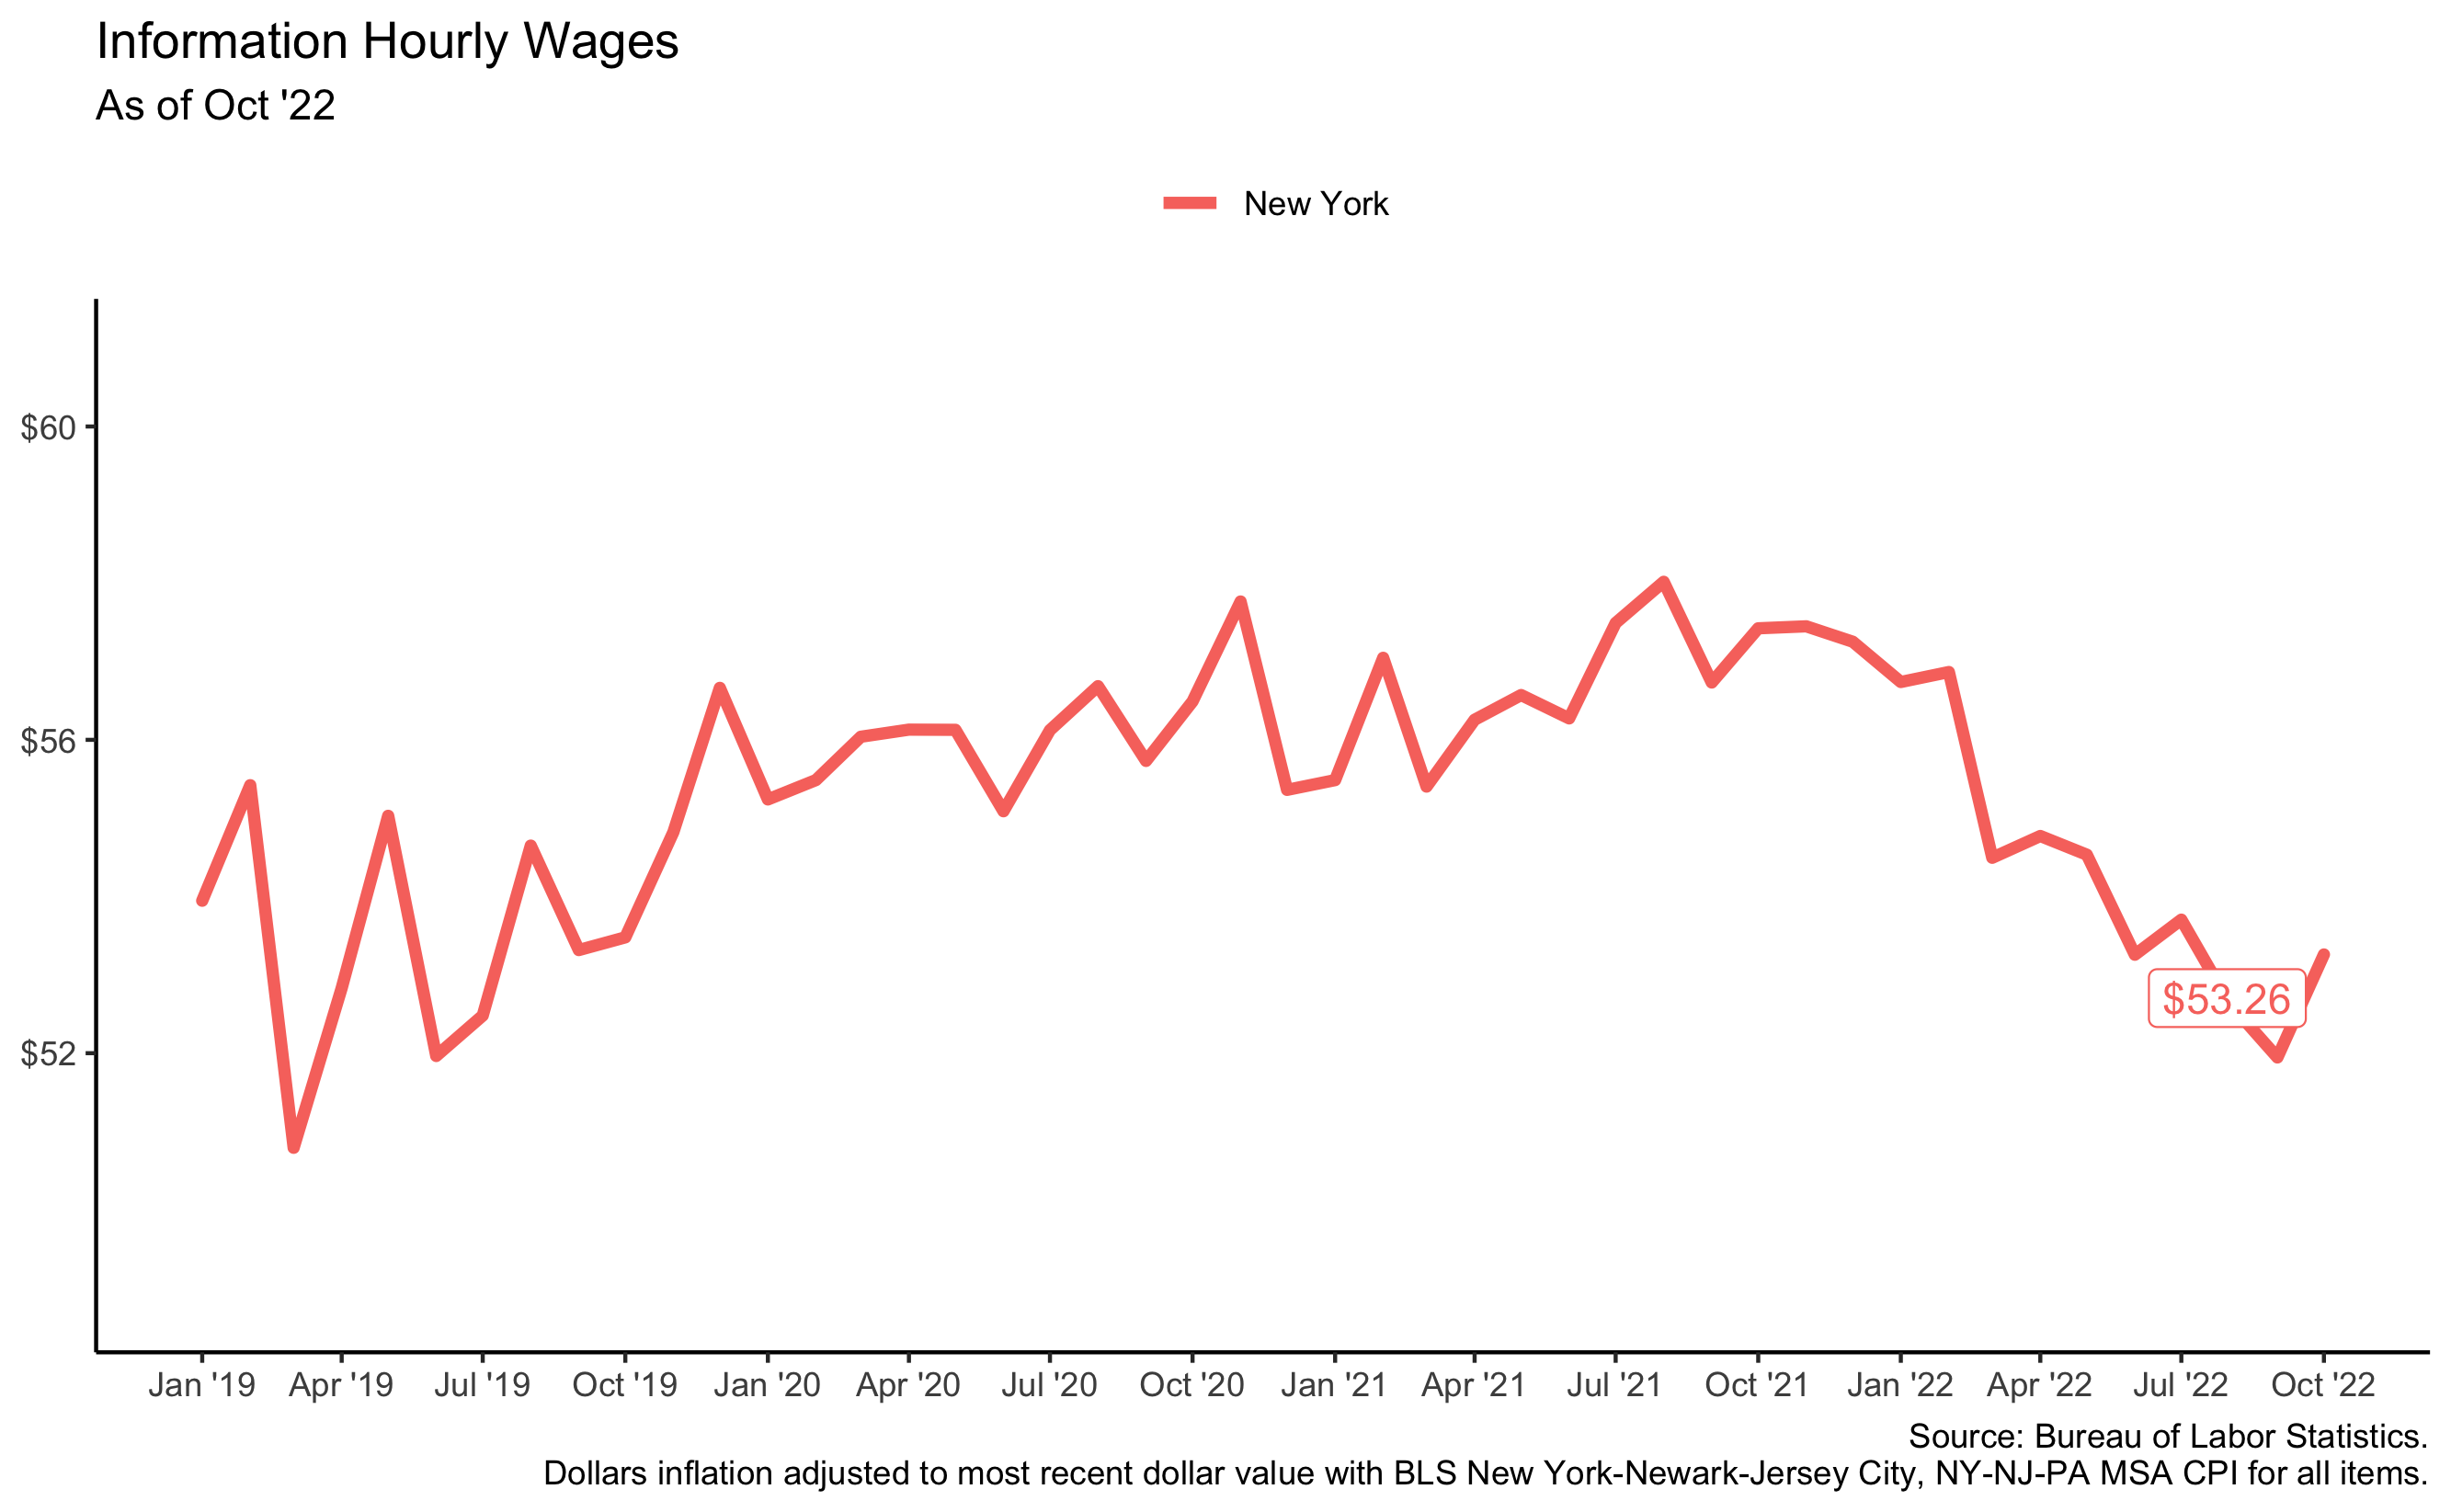 Information Hourly Wages
As of Oct '22
New York
$60
$56
$52
$53.26
Jan '19 Apr '19 Jul '19 Oct '19 Jan '20 Apr '20 Jul '20 Oct '20 Jan '21 Apr '21 Jul '21 Oct '21 Jan '22 Apr '22 Jul '22 Oct '22
Source: Bureau of Labor Statistics.
Dollars inflation adjusted to most recent dollar value with BLS New York-Newark-Jersey City, NY-NJ-PA MSA CPI for all items.